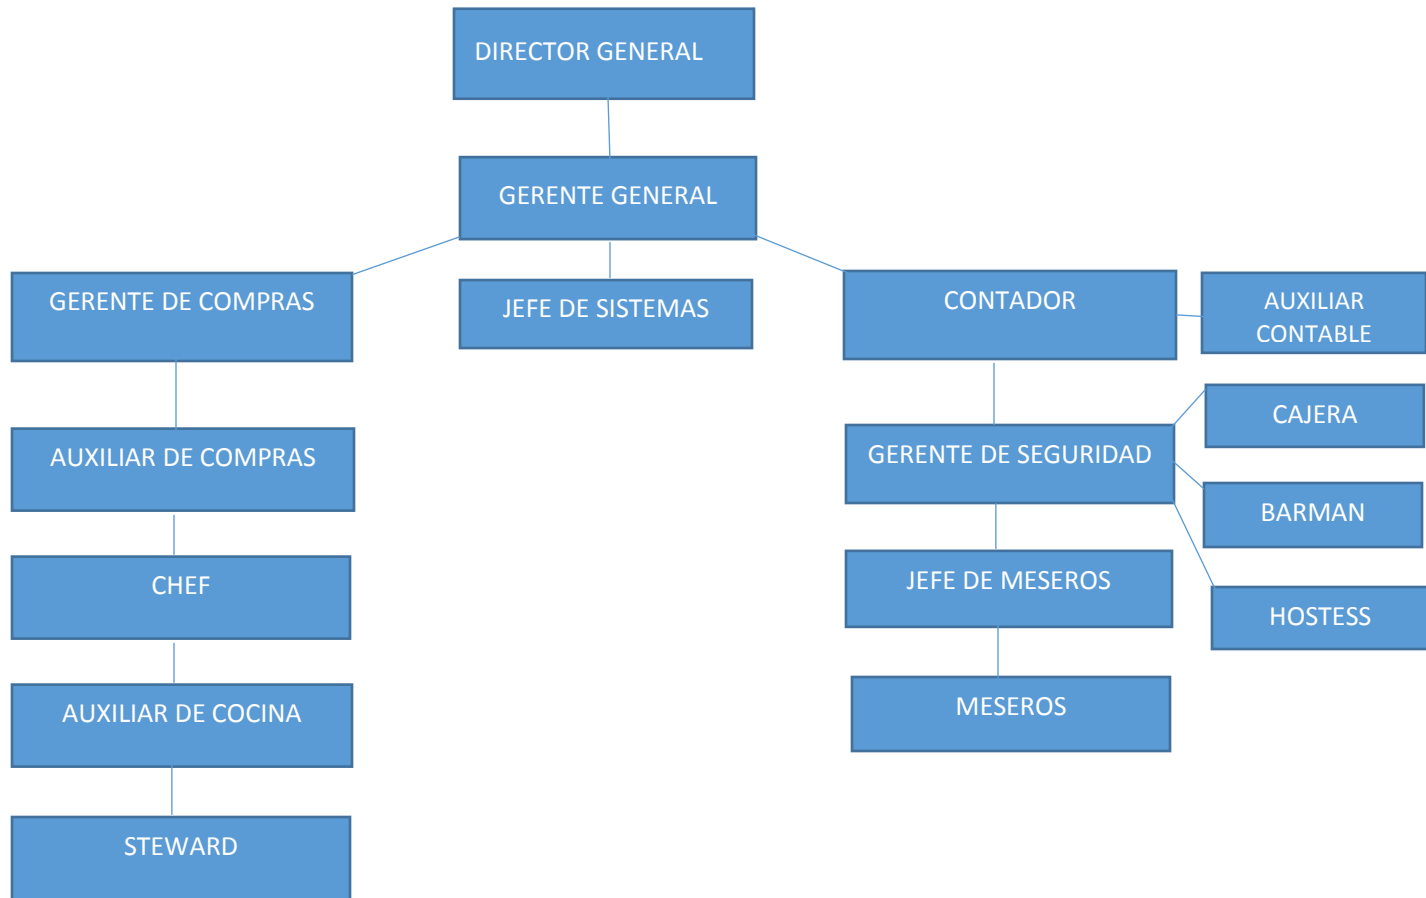 DIRECTOR GENERAL
GERENTE GENERAL
GERENTE DE COMPRAS
JEFE DE SISTEMAS
CONTADOR
AUXILIAR
CONTABLE
CAJERA
AUXILIAR DE COMPRAS
GERENTE DE SEGURIDAD
BARMAN
CHEF
JEFE DE MESEROS
HOSTESS
AUXILIAR DE COCINA
MESEROS
STEWARD